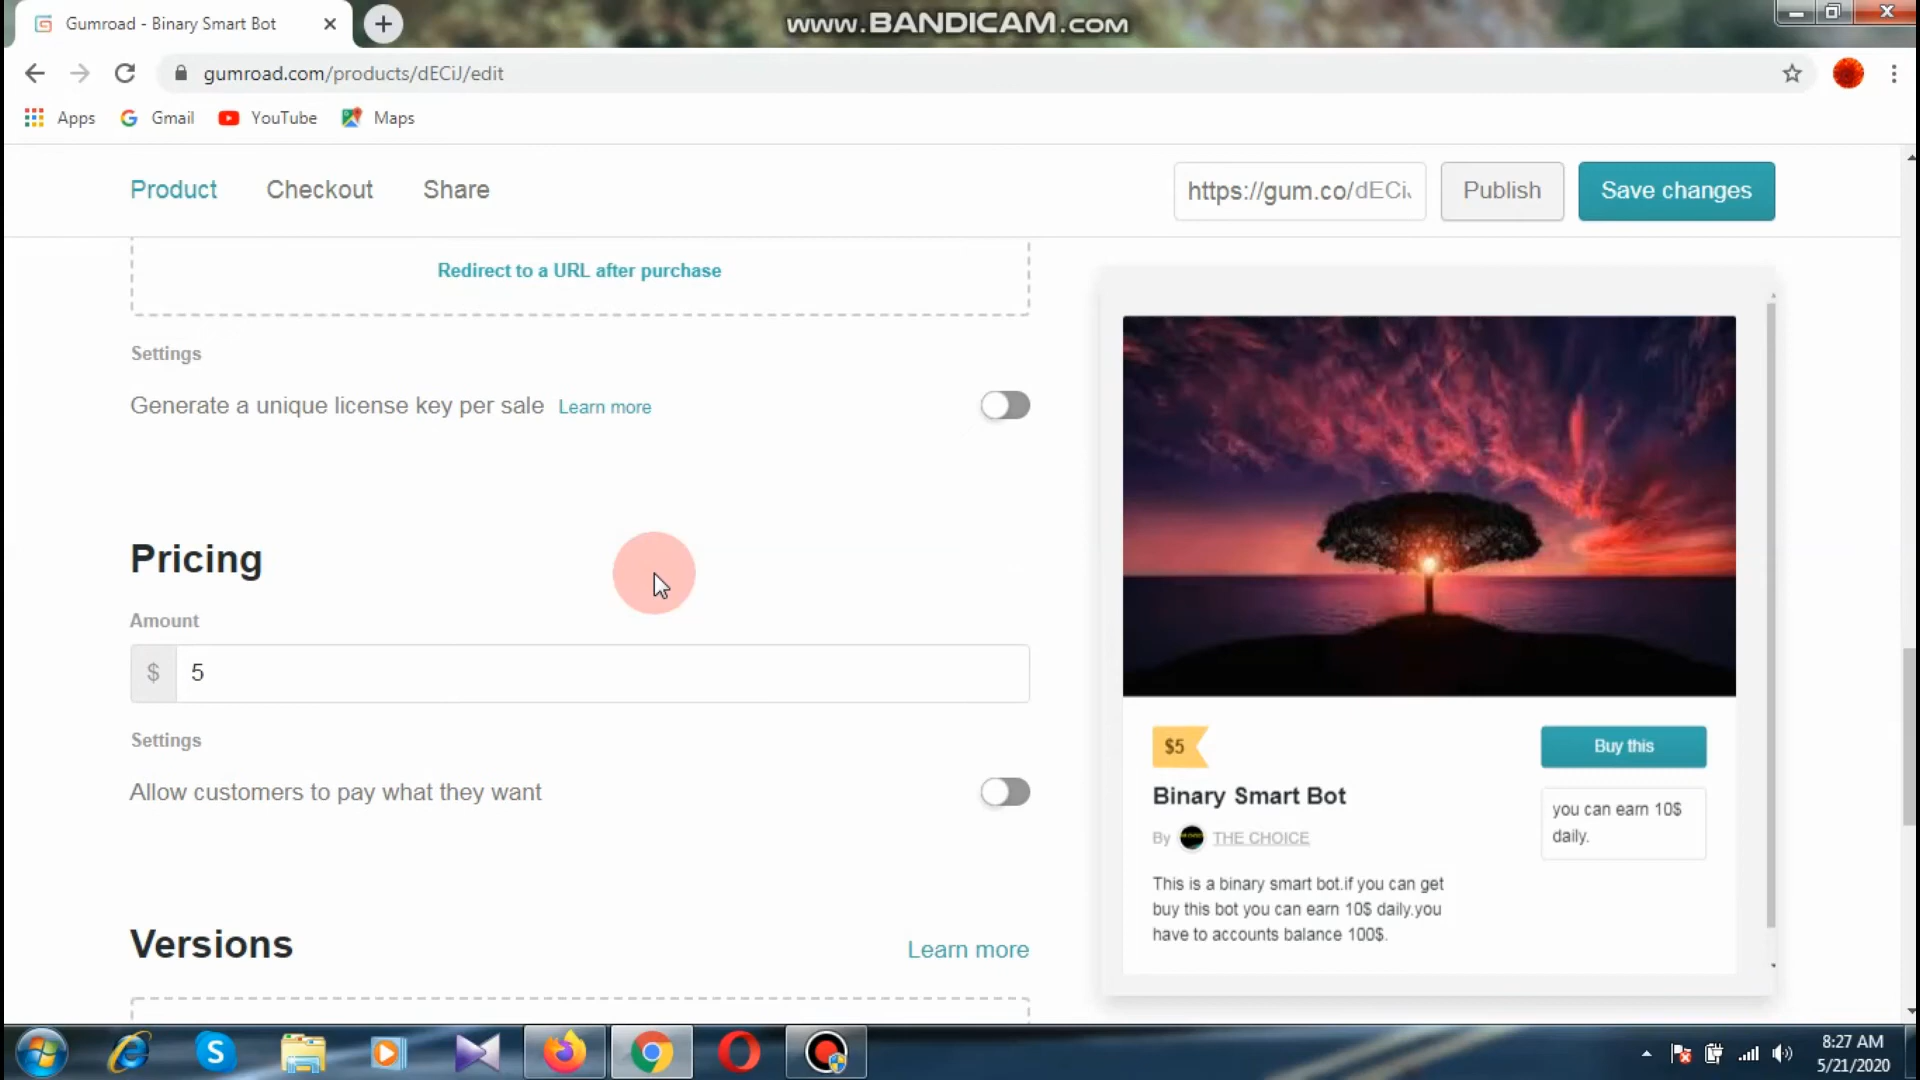 Gumroad - Binary Smart Bot
www.BANDICAM.com
gumroad.com/products/dECiJ/edit
Apps
Gmail
YouTube
Maps
Product
Checkout
Share
https://gum.co/dECi
Publish
Save changes
Redirect to a URL after purchase
Settings
Generate a unique license key per sale Learn more
Pricing
Amount
$ 5
Settings
Allow customers to pay what they want
Versions
Learn more
$5
Buy this
Binary Smart Bot
you can earn 10$
daily.
By THE CHOICE
This is a binary smart bot.if you can get
buy this bot you can earn 10$ daily.you
have to accounts balance 100$.
8:27 AM
5/21/2020